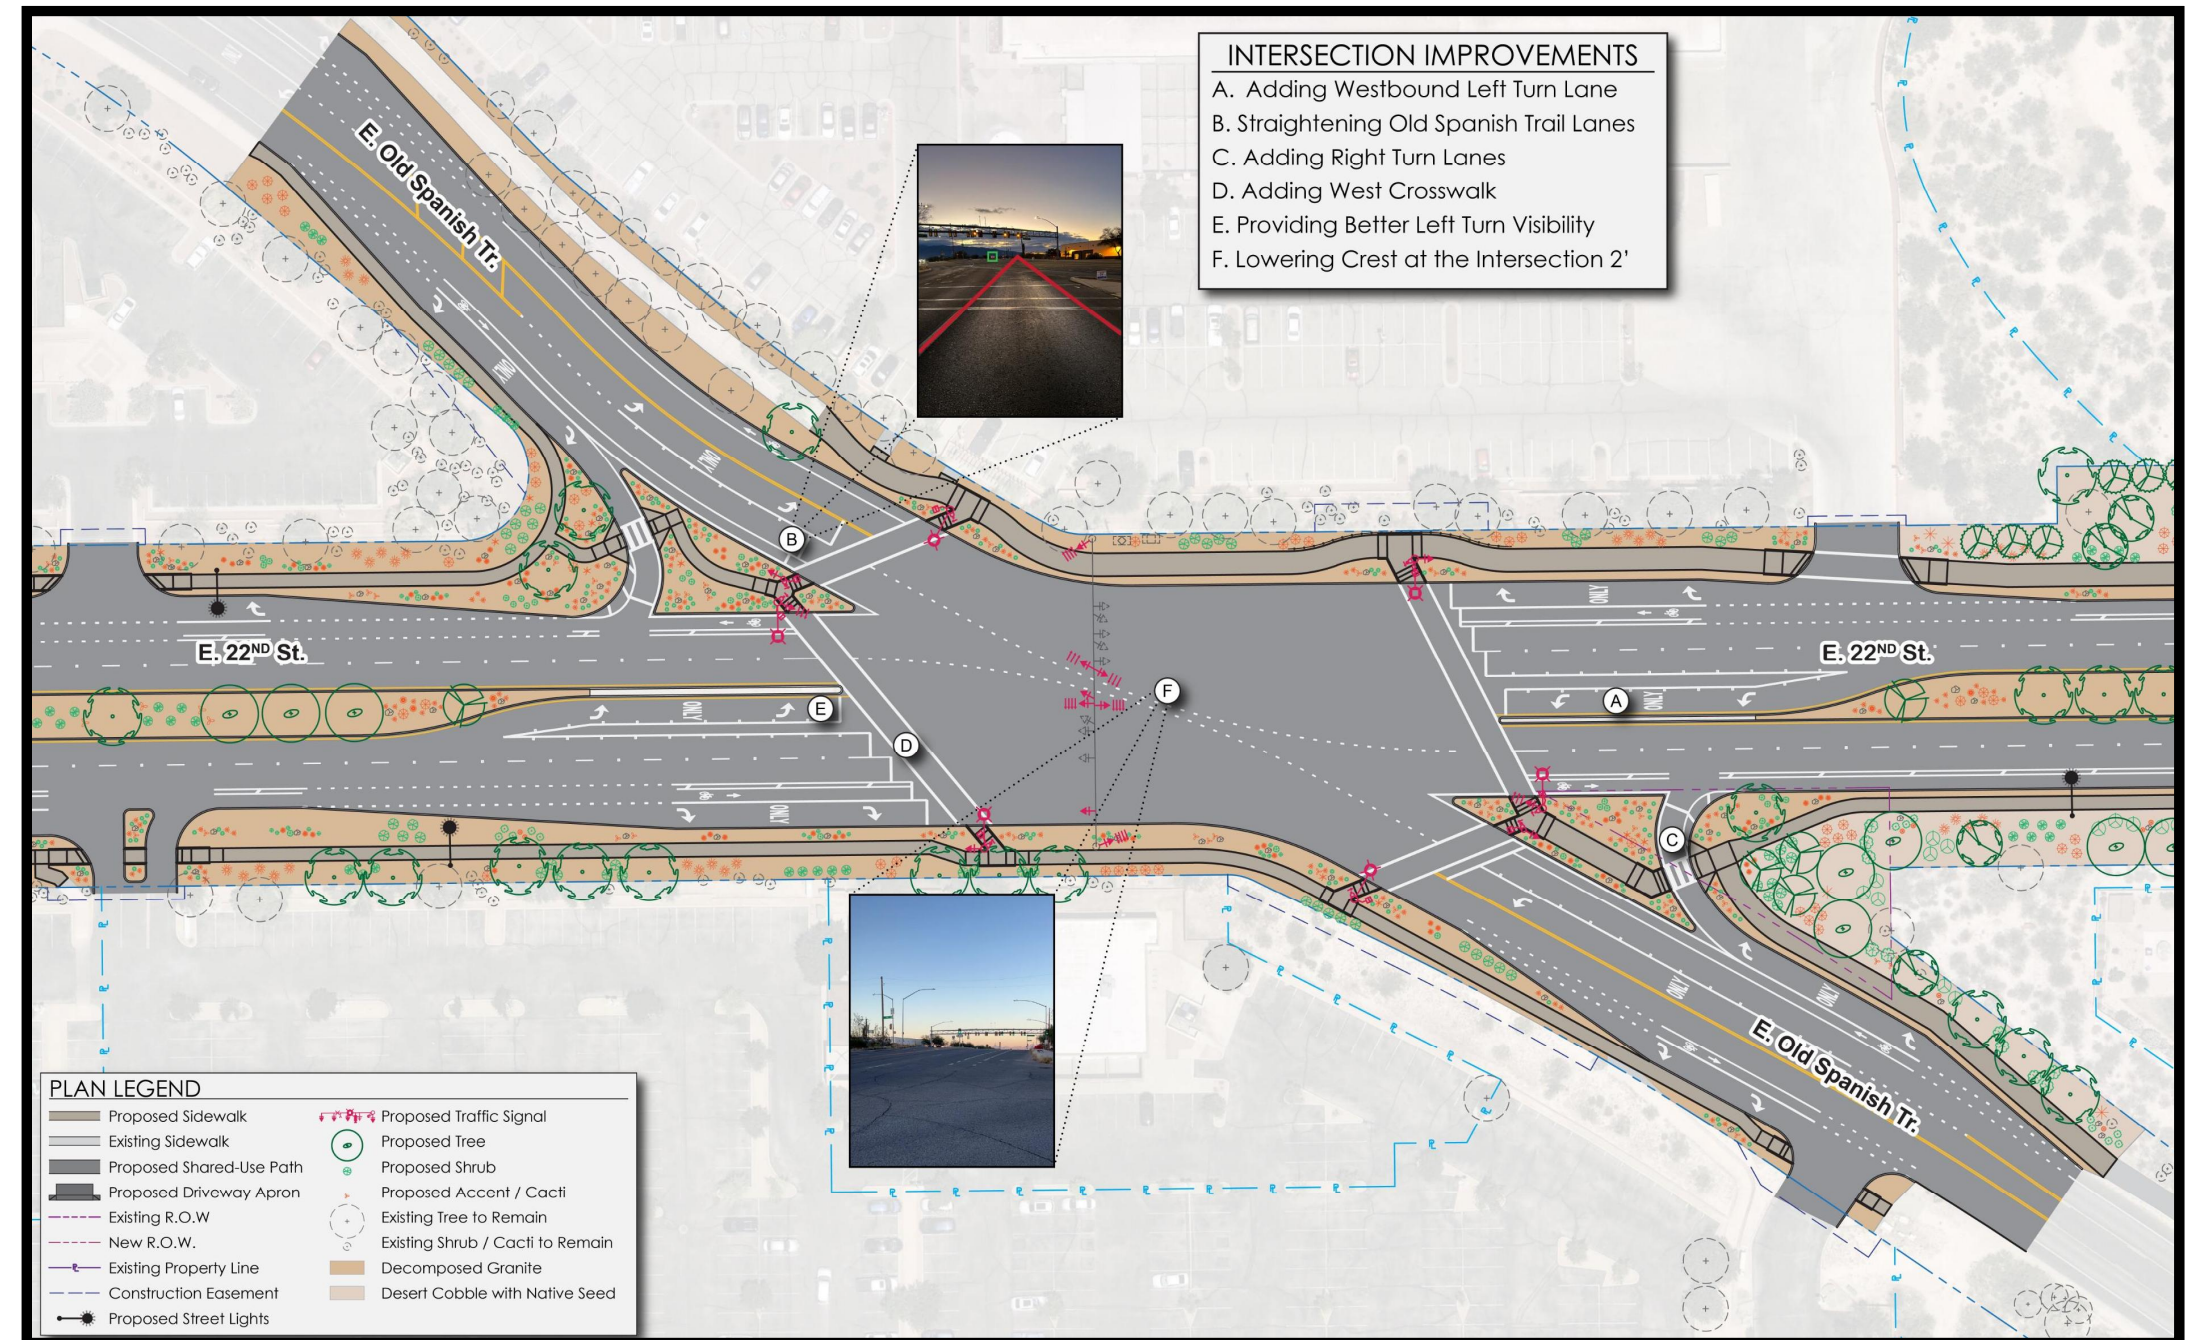 INTERSECTION IMPROVEMENTS
A. Adding Westbound Left Turn Lane
B. Straightening Old Spanish Trail Lanes
C. Adding Right Turn Lanes
D. Adding West Crosswalk
E. Providing Better Left Turn Visibility
F. Lowering Crest at the Intersection 2'
E. Old Spanish Tr.
ONLY
ONLY
B
ONLY
E. 22ND St.
E. 22ND St.
F
A
ONLY
E
ONLY
D
ONLY
C
ONLY
ONLY
E. Old Spanish Tr.
PLAN LEGEND
Proposed Sidewalk
Existing Sidewalk
Proposed Shared-Use Path
Proposed Driveway Apron
Existing R.O.W
New R.O.W.
Existing Property Line
Construction Easement
Proposed Street Lights
Proposed Traffic Signal
Proposed Tree
Proposed Shrub
Proposed Accent / Cacti
Existing Tree to Remain
Existing Shrub / Cacti to Remain
Decomposed Granite
Desert Cobble with Native Seed